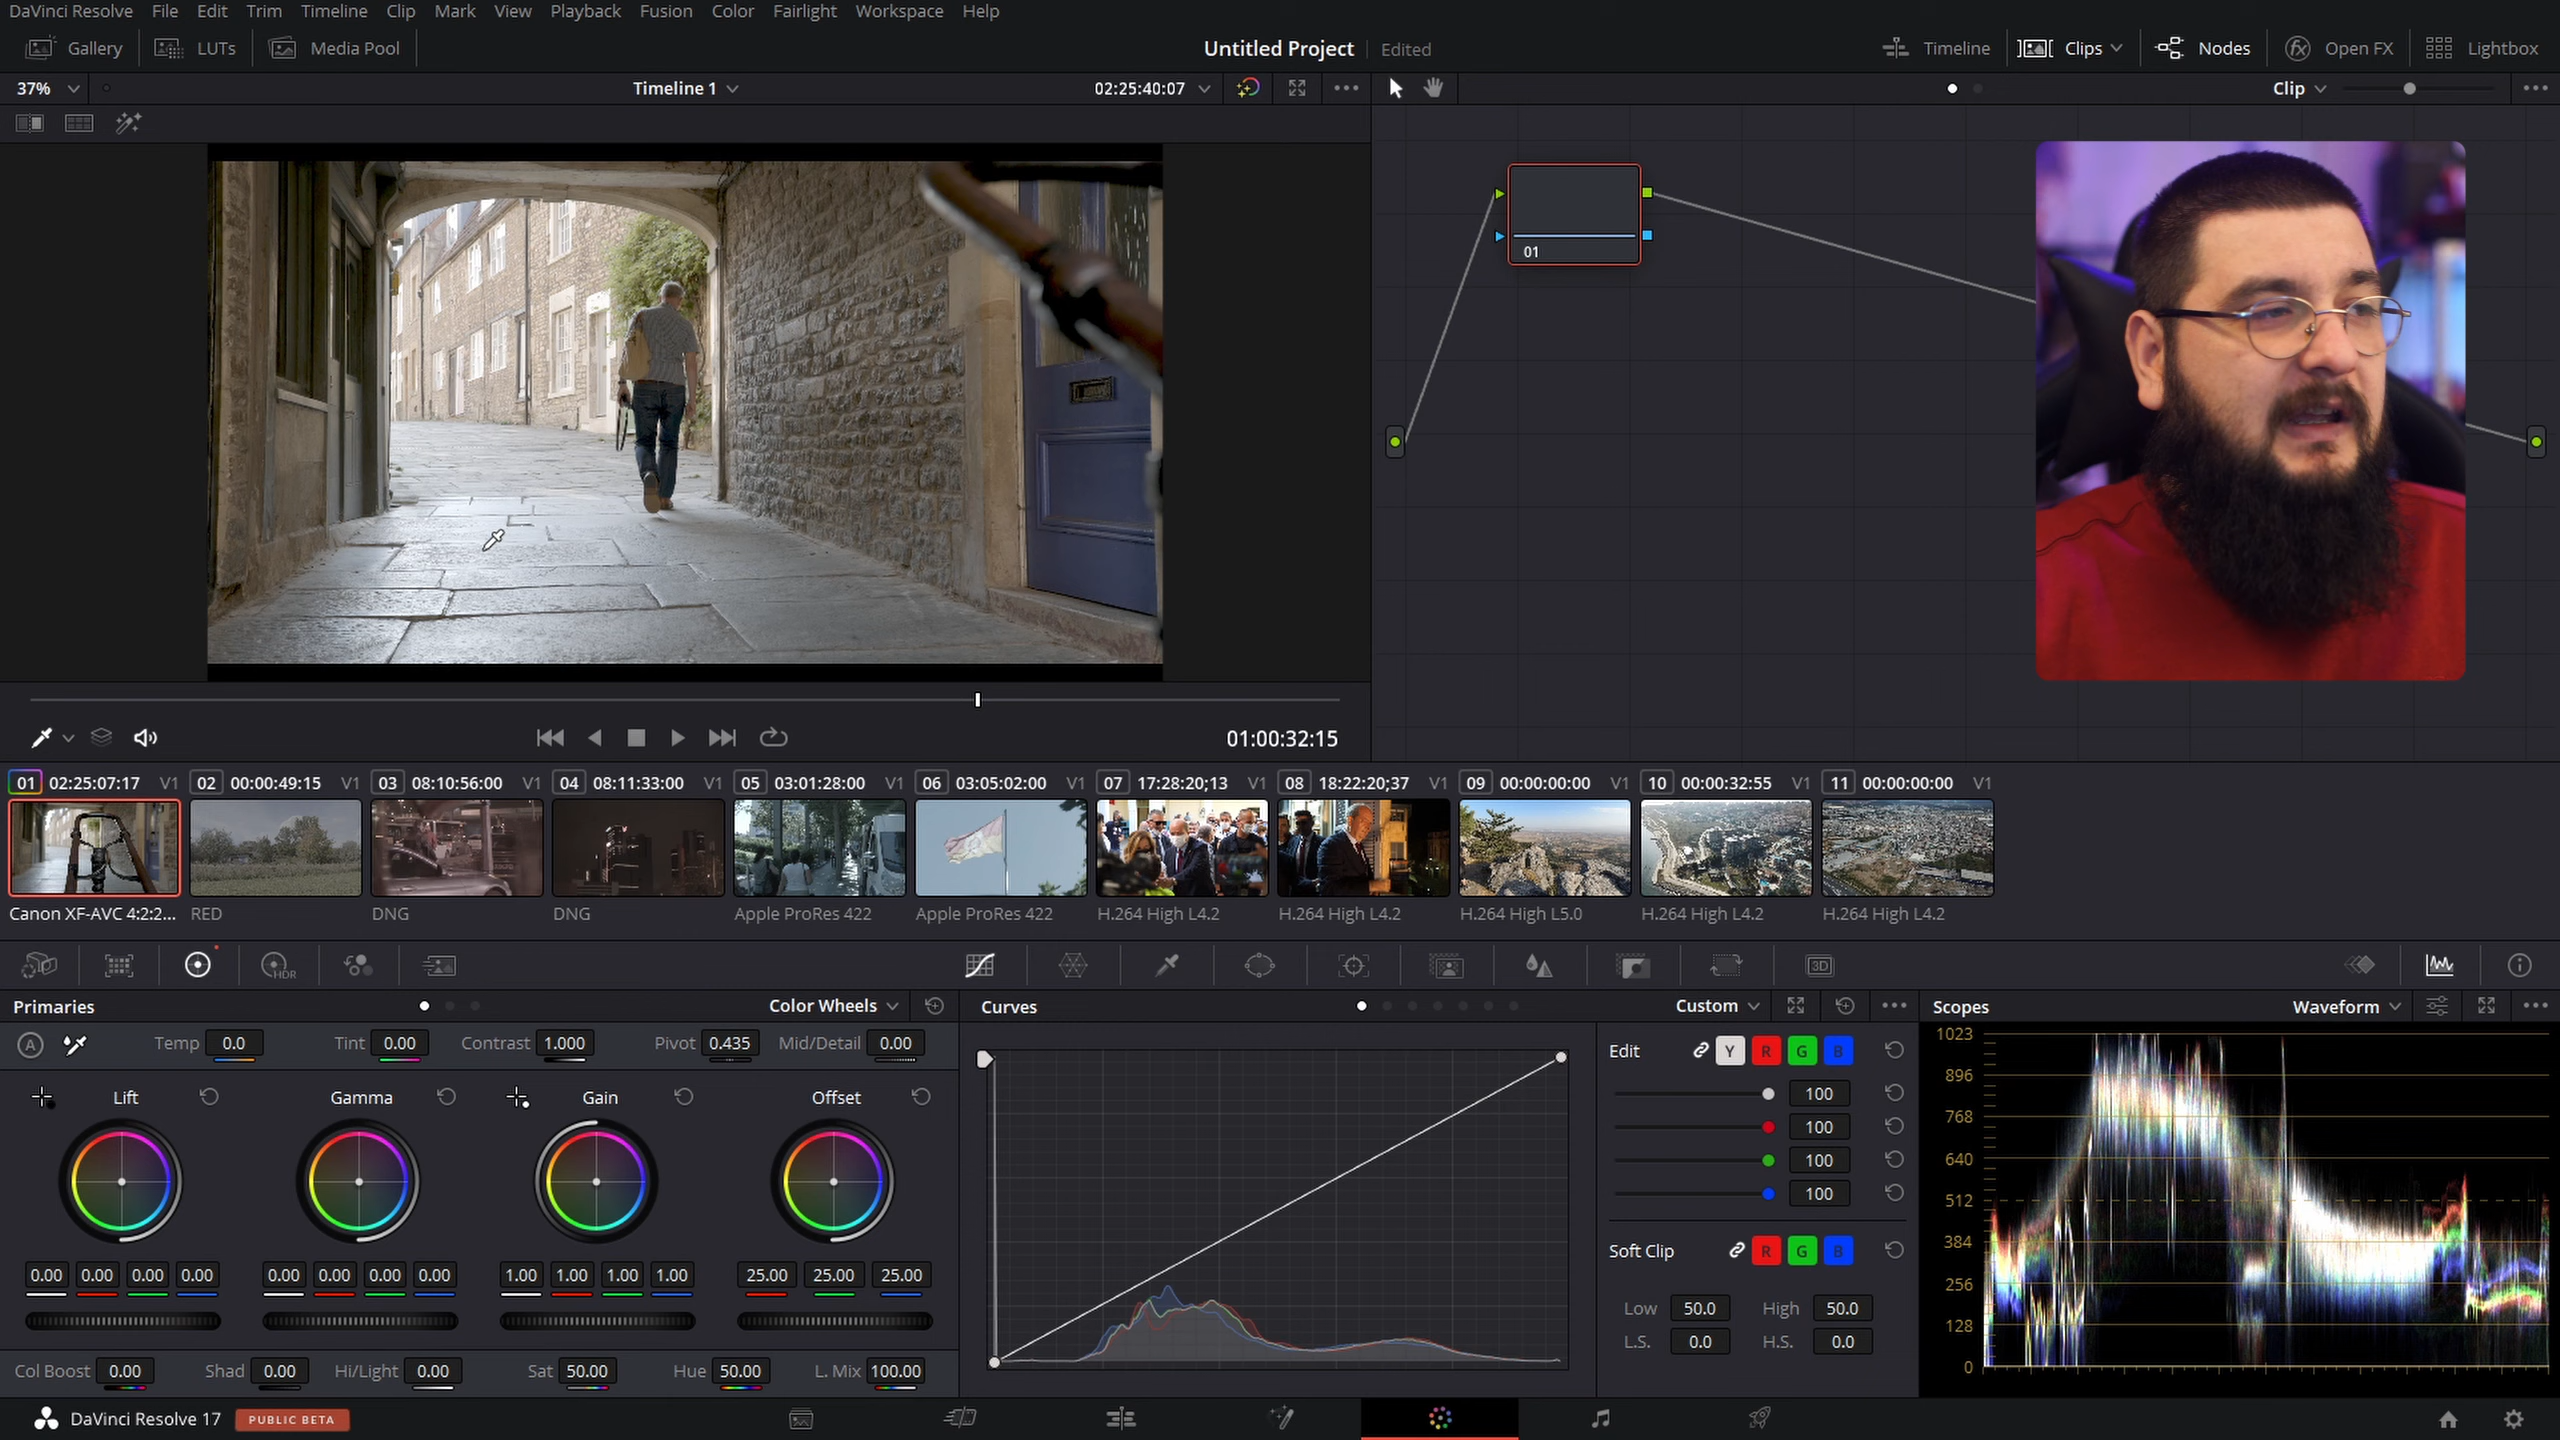 DaVinci Resolve File Edit Trim Timeline Clip Mark View Playback Fusion Color Fairlight Workspace Help
Gallery LUTs Media Pool Untitled Project Edited Timeline Clips Nodes Open FX Lightbox
37% Timeline 1 02:25:40:07 Clip
01
01:00:32:15
01 02:25:07:17 V1 02 00:00:49:15 V1 03 08:10:56:00 V1 04 08:11:33:00 V1 05 03:01:28:00 V1 06 03:05:02:00 V1 07 17:28:20;13 V1 08 18:22:20;37 V1 09 00:00:00:00 V1 10 00:00:32:55 V1 11 00:00:00:00 V1
Canon XF-AVC 4:2:2... RED DNG DNG Apple ProRes 422 Apple ProRes 422 H.264 High L4.2 H.264 High L4.2 H.264 High L5.0 H.264 High L4.2 H.264 High L4.2
HDR 3D
Primaries Color Wheels Curves Custom Scopes Waveform
A Temp 0.0 Tint 0.00 Contrast 1.000 Pivot 0.435 Mid/Detail 0.00
Lift Gamma Gain Offset
0.00 0.00 0.00 0.00 0.00 0.00 0.00 0.00 1.00 1.00 1.00 1.00 25.00 25.00 25.00
Col Boost 0.00 Shad 0.00 Hi/Light 0.00 Sat 50.00 Hue 50.00 L. Mix 100.00
Edit Y R G B
100
100
100
100
Soft Clip R G B
Low 50.0 High 50.0
L.S. 0.0 H.S. 0.0
1023
896
768
640
512
384
256
128
0
DaVinci Resolve 17 PUBLIC BETA